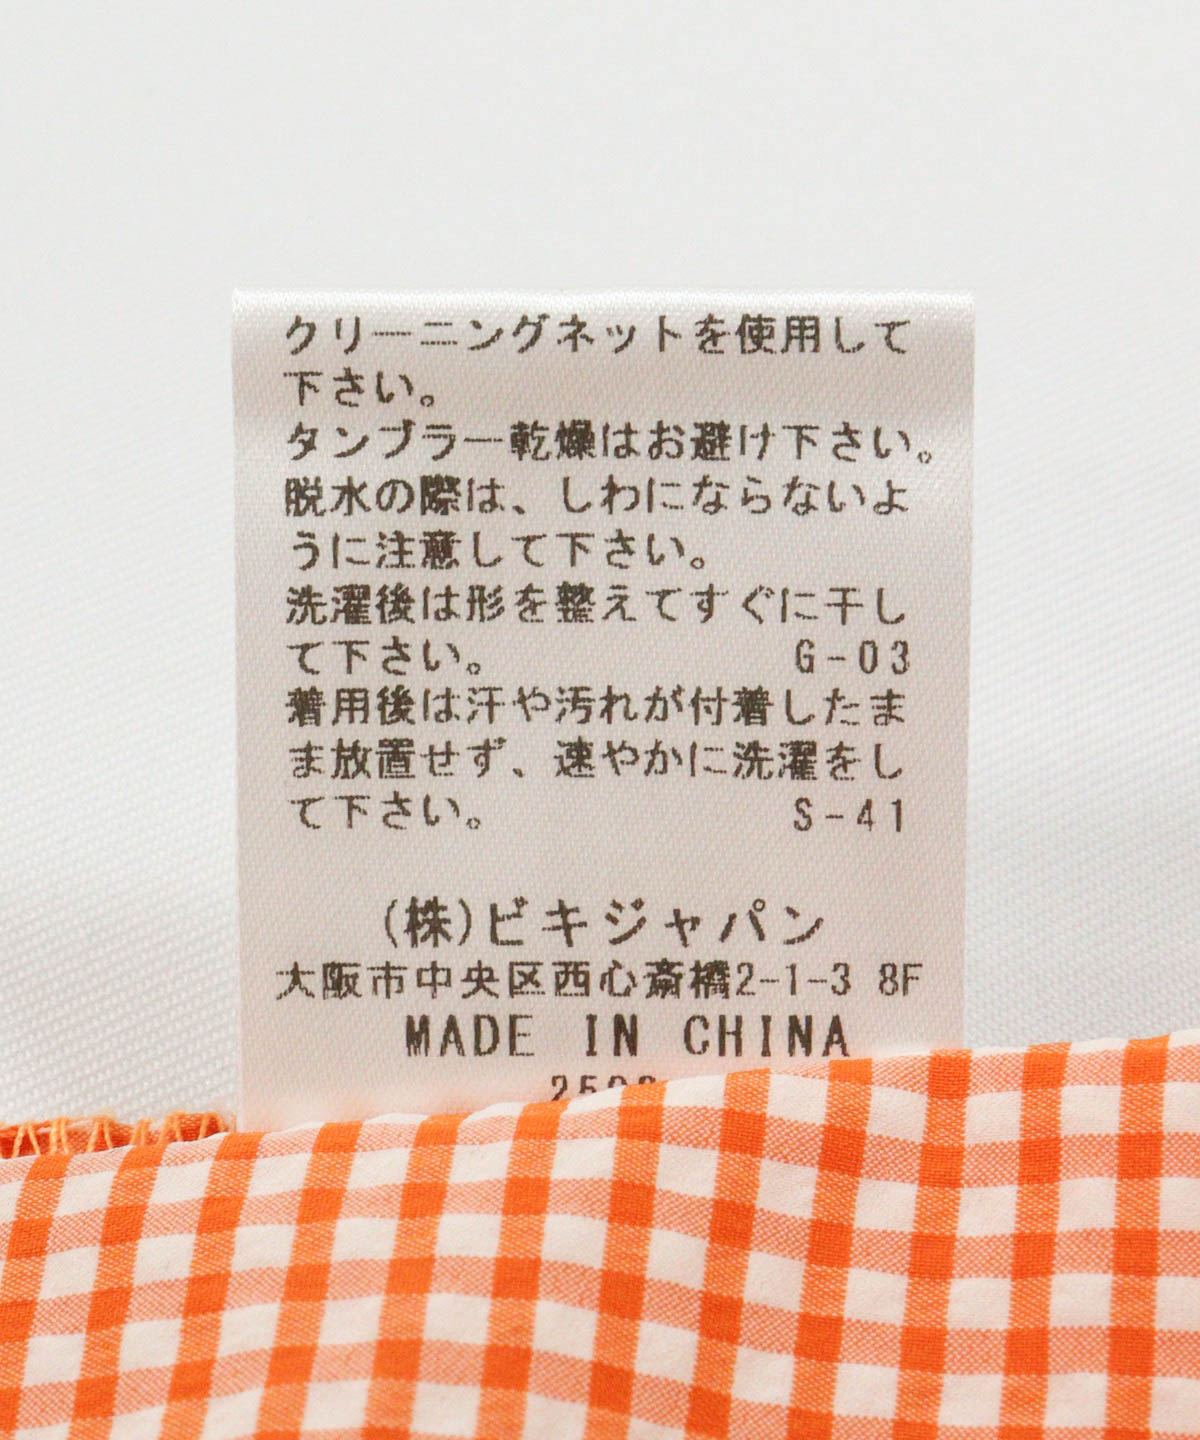 クリーニングネットを使用して
下さい。
タンブラー乾燥はお避け下さい。
脱水の際は、しわにならないよ
うに注意して下さい。
洗濯後は形を整えてすぐに干し
て下さい。 G-03
着用後は汗や汚れが付着したま
ま放置せず、速やかに洗濯をし
て下さい。 S-41
(株)ビキジャパン
大阪市中央区西心斎橋2-1-3 8F
MADE IN CHINA